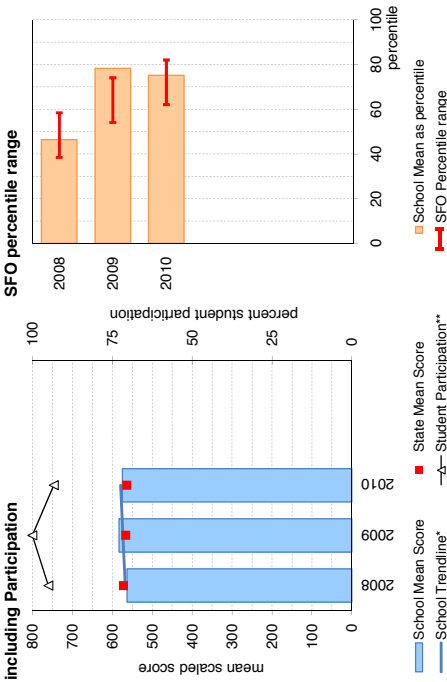 including Participation
800
700
600
500
400
300
200
100
0
mean scaled score
100
75
50
25
0
percent student participation
2008
2009
2010
School Mean Score
State Mean Score
School Trendline*
Student Participation**
SFO percentile range
2008
2009
2010
0
20
40
60
80
100
percentile
School Mean as percentile
SFO Percentile range